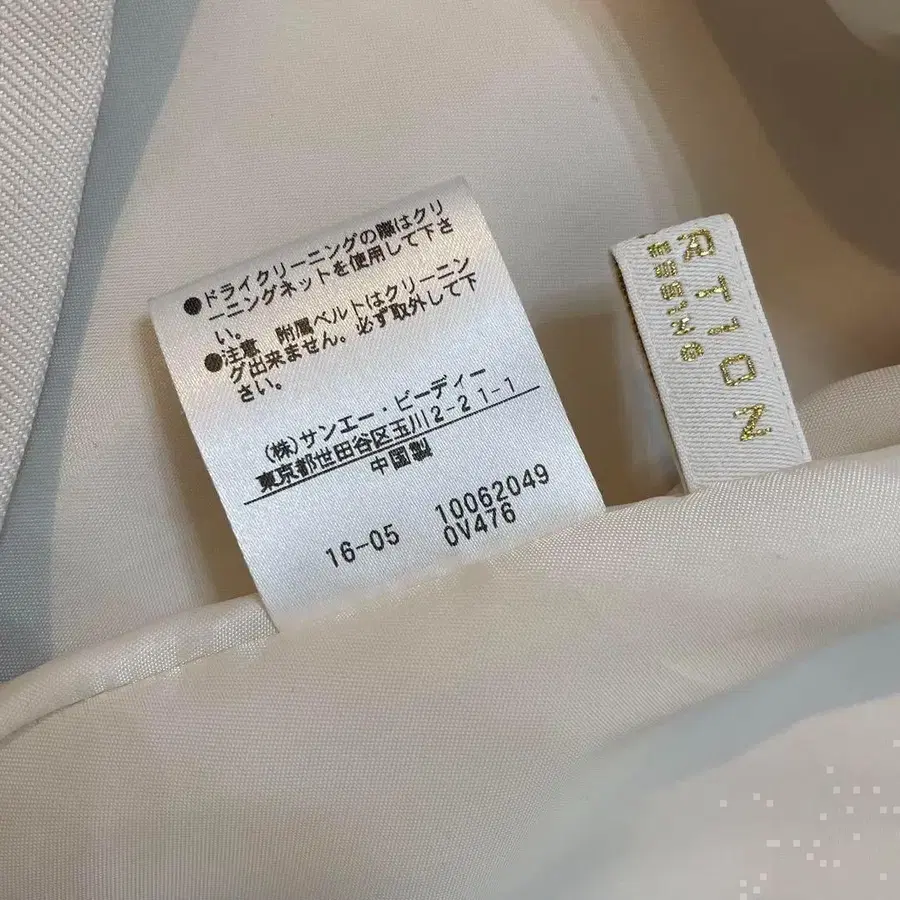 ●ドライクリーニングの際はクリ
ーニングネットを使用して下さ
い。
●注意 附属ベルトはクリーニン
グ出来ません。必ず取外して下
さい。
(株)サンエー・ビーディー
東京都世田谷区玉川2-21-1
中国製
10062049
16-05 0V476
RTION